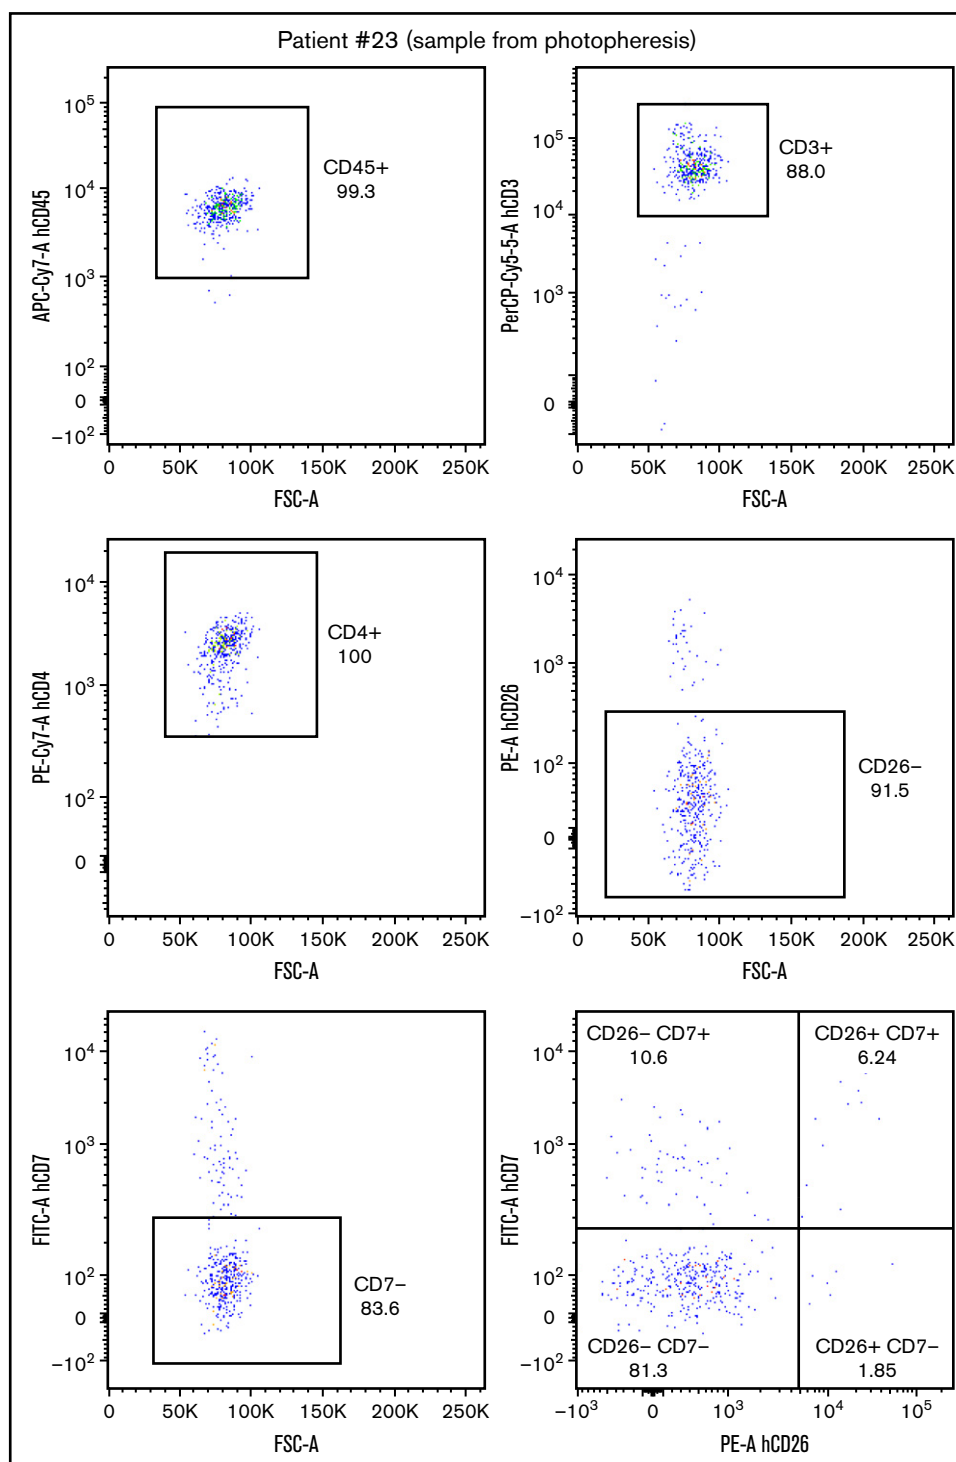 Patient #23 (sample from photopheresis)
APC-Cy7-A hCD45
10^5
10^4
10^3
10^2
0
−10^2
CD45+
99.3
0 50K 100K 150K 200K 250K
FSC-A
PerCP-Cy5-5-A hCD3
10^5
10^4
10^3
0
CD3+
88.0
0 50K 100K 150K 200K 250K
FSC-A
PE-Cy7-A hCD4
10^4
10^3
10^2
0
CD4+
100
0 50K 100K 150K 200K 250K
FSC-A
PE-A hCD26
10^4
10^3
10^2
0
−10^2
CD26−
91.5
0 50K 100K 150K 200K 250K
FSC-A
FITC-A hCD7
10^4
10^3
10^2
0
−10^2
CD7−
83.6
0 50K 100K 150K 200K 250K
FSC-A
FITC-A hCD7
10^4
10^3
10^2
0
−10^2
CD26− CD7+
10.6
CD26+ CD7+
6.24
CD26− CD7−
81.3
CD26+ CD7−
1.85
−10^3 0 10^3 10^4 10^5
PE-A hCD26